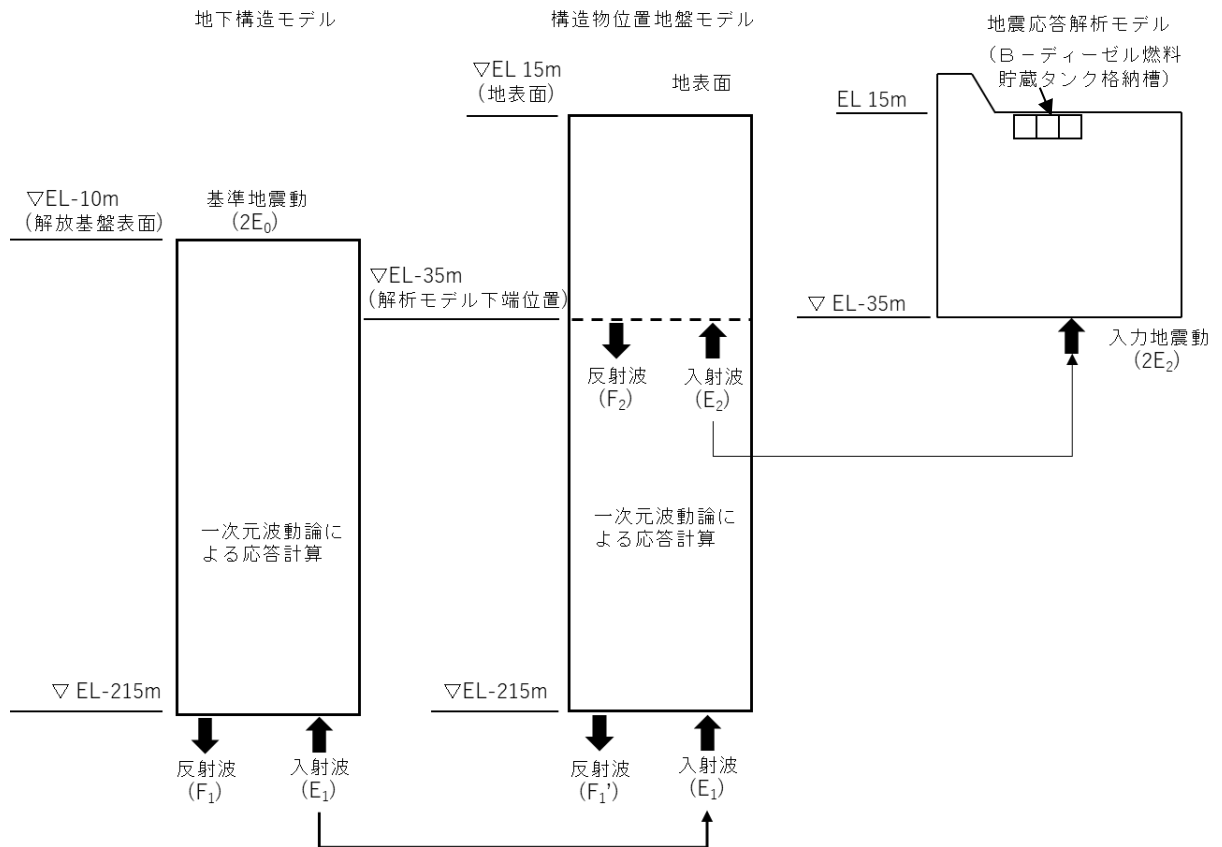 地下構造モデル
▽EL-10m
(解放基盤表面)
基準地震動
(2E₀)
一次元波動論に
よる応答計算
▽ EL-215m
反射波
(F₁)
入射波
(E₁)
構造物位置地盤モデル
▽EL 15m
(地表面)
地表面
▽EL-35m
(解析モデル下端位置)
反射波
(F₂)
入射波
(E₂)
一次元波動論に
よる応答計算
▽EL-215m
反射波
(F₁’)
入射波
(E₁)
地震応答解析モデル
(B-ディーゼル燃料
貯蔵タンク格納槽)
EL 15m
▽ EL-35m
入力地震動
(2E₂)